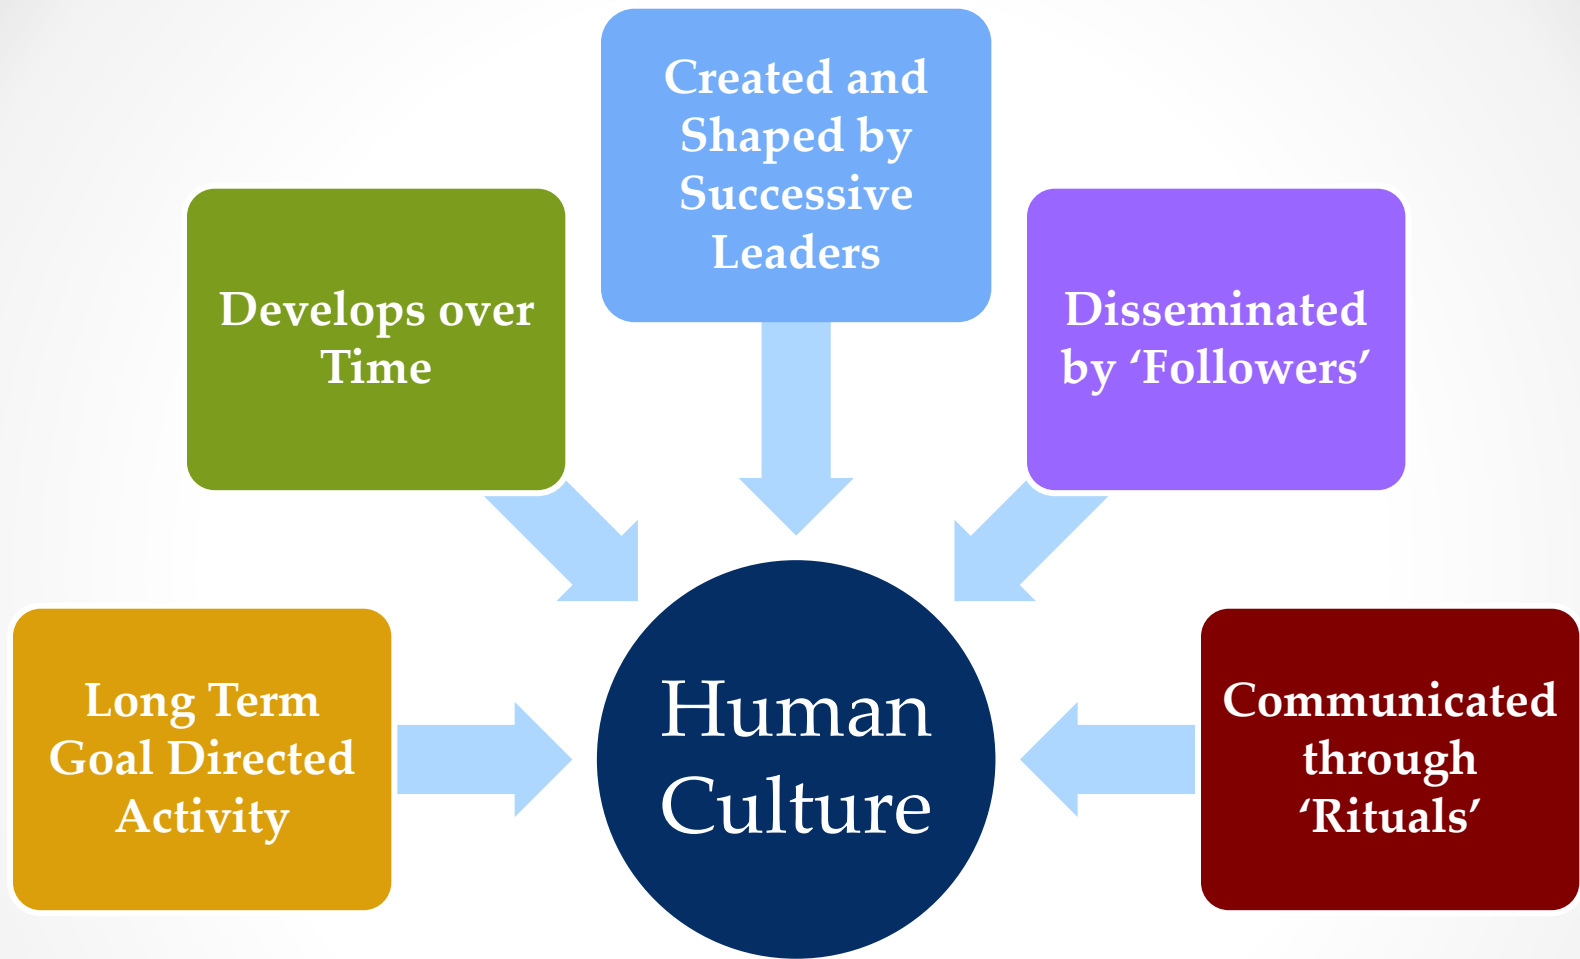 Created and
Shaped by
Successive
Leaders
Develops over
Time
Disseminated
by ‘Followers’
Long Term
Goal Directed
Activity
Human
Culture
Communicated
through
‘Rituals’